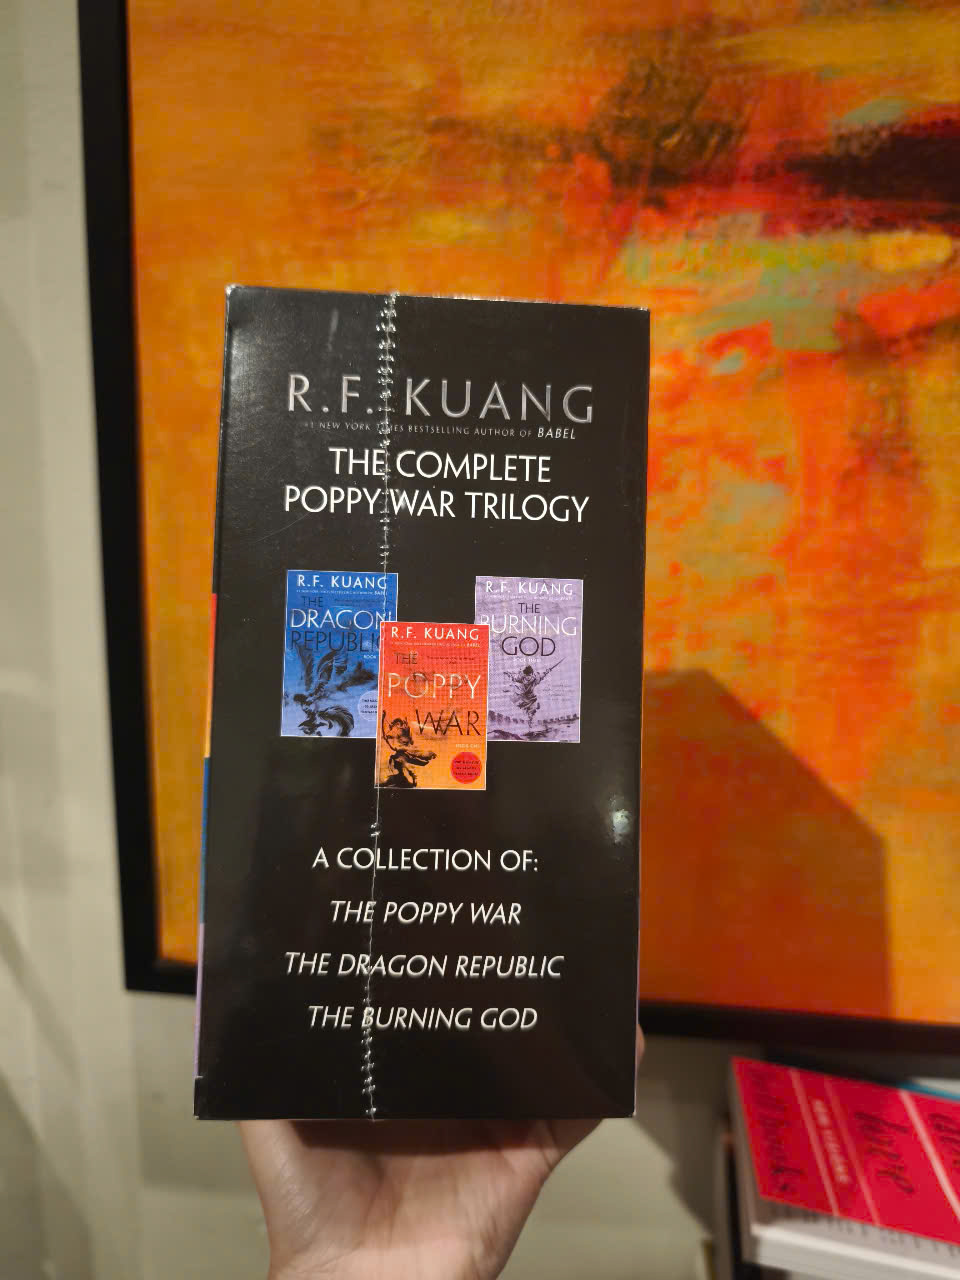 R.F. KUANG
#1 NEW YORK TIMES BESTSELLING AUTHOR OF BABEL
THE COMPLETE
POPPY WAR TRILOGY
R.F. KUANG
THE
DRAGON
REPUBLIC
R.F. KUANG
THE
POPPY
WAR
R.F. KUANG
THE
BURNING
GOD
A COLLECTION OF:
THE POPPY WAR
THE DRAGON REPUBLIC
THE BURNING GOD